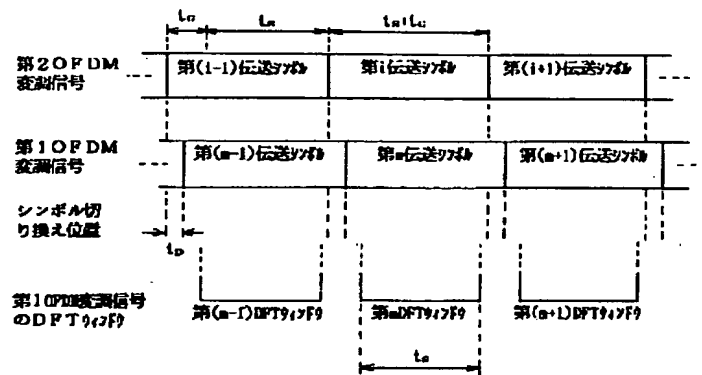 tG tS tS+tG
第2OFDM
変調信号
第(i-1)伝送シンボル 第i伝送シンボル 第(i+1)伝送シンボル
第1OFDM
変調信号
第(m-1)伝送シンボル 第m伝送シンボル 第(m+1)伝送シンボル
シンボル切
り換え位置
tD
第1OFDM変調信号
のDFTウィンドウ
第(m-1)DFTウィンドウ 第mDFTウィンドウ 第(m+1)DFTウィンドウ
tS